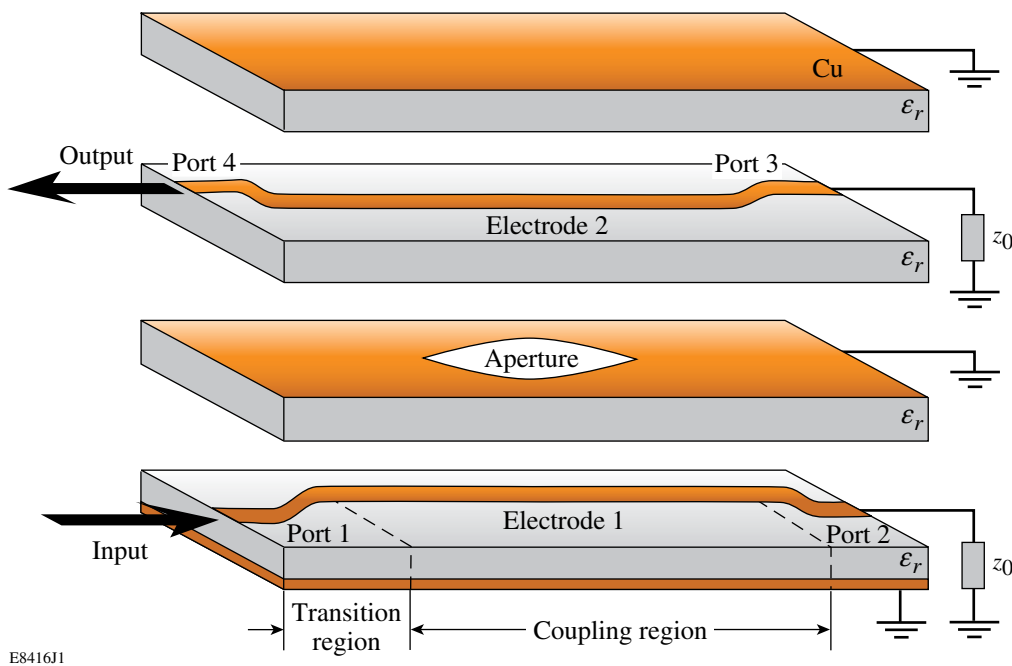 Cu
εr
Output
Port 4
Port 3
Electrode 2
z0
εr
Aperture
εr
Input
Port 1
Electrode 1
Port 2
z0
εr
Transition
region
Coupling region
E8416J1